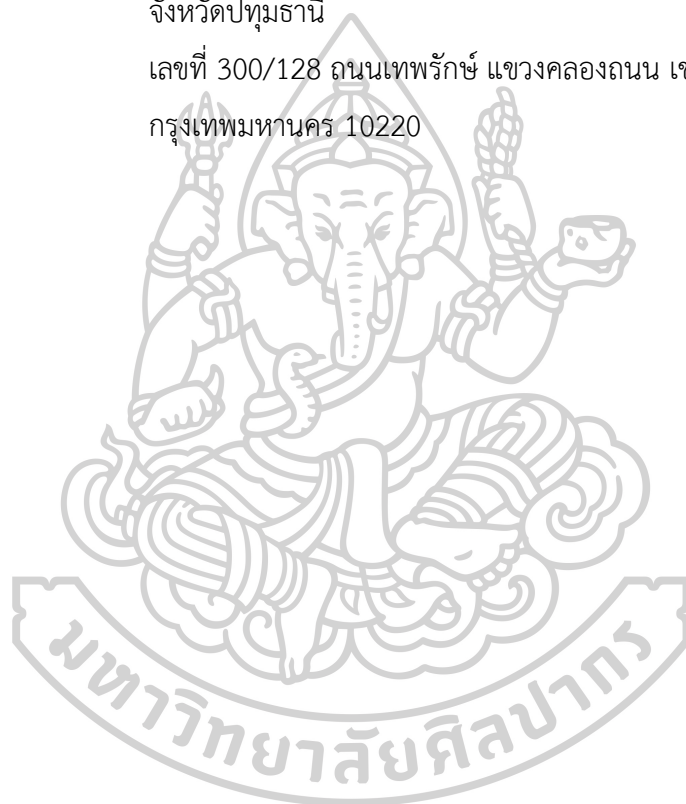 จังหวัดปทุมธานี
เลขที่ 300/128 ถนนเทพรักษ์ แขวงคลองถนน
กรุงเทพมหานคร 10220
มหาวิทยาลัยศิลปากร